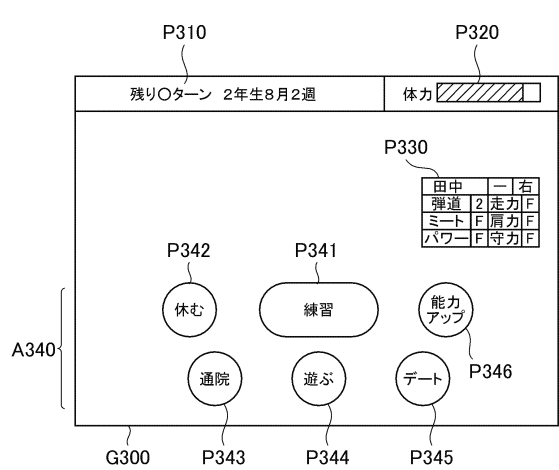 P310
P320
残り○ターン 2年生8月2週
体力
P330
田中 一 右
弾道 2 走力 F
ミート F 肩力 F
パワー F 守力 F
P342
P341
休む
練習
能力
アップ
A340
P346
通院
遊ぶ
デート
G300
P343
P344
P345